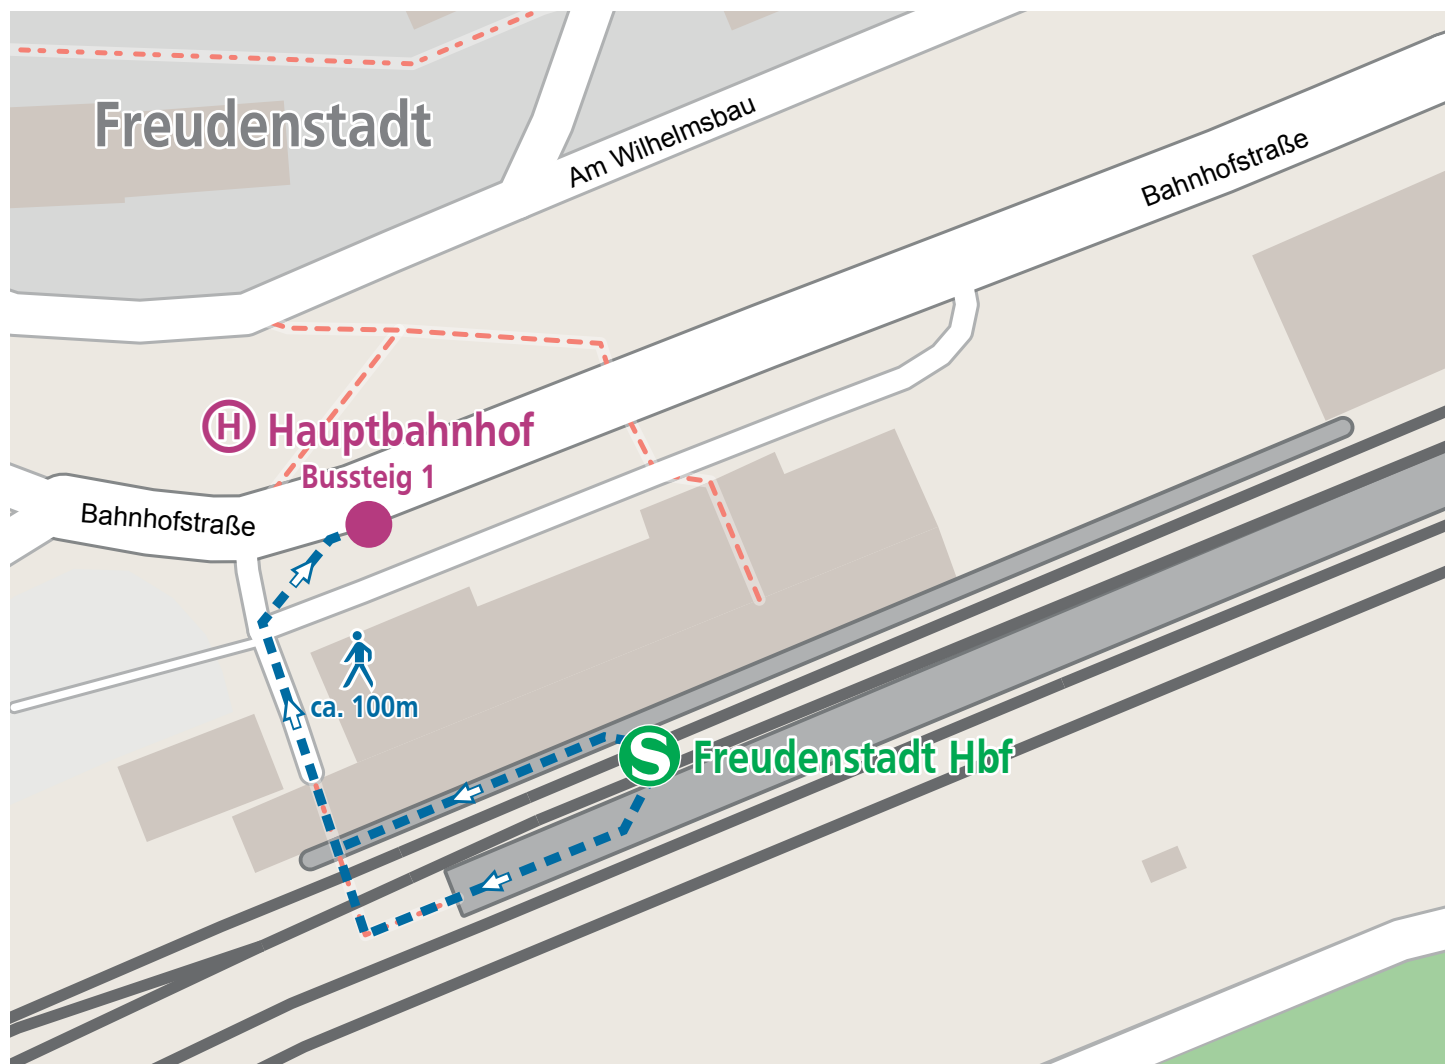 Freudenstadt
Am Wilhelmsbau
Bahnhofstraße
H Hauptbahnhof
Bussteig 1
Bahnhofstraße
ca. 100m
S Freudenstadt Hbf